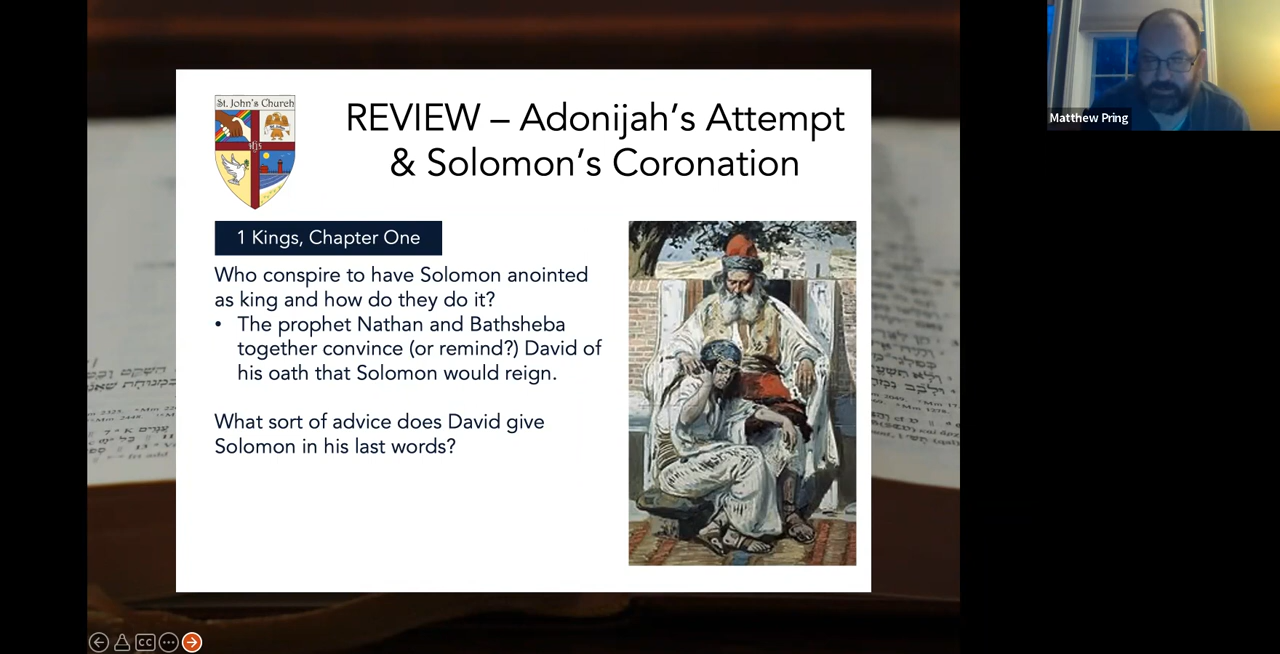 St. John's Church
IHS
REVIEW – Adonijah's Attempt
& Solomon's Coronation
1 Kings, Chapter One
Who conspire to have Solomon anointed
as king and how do they do it?
• The prophet Nathan and Bathsheba
together convince (or remind?) David of
his oath that Solomon would reign.
What sort of advice does David give
Solomon in his last words?
Matthew Pring
CC